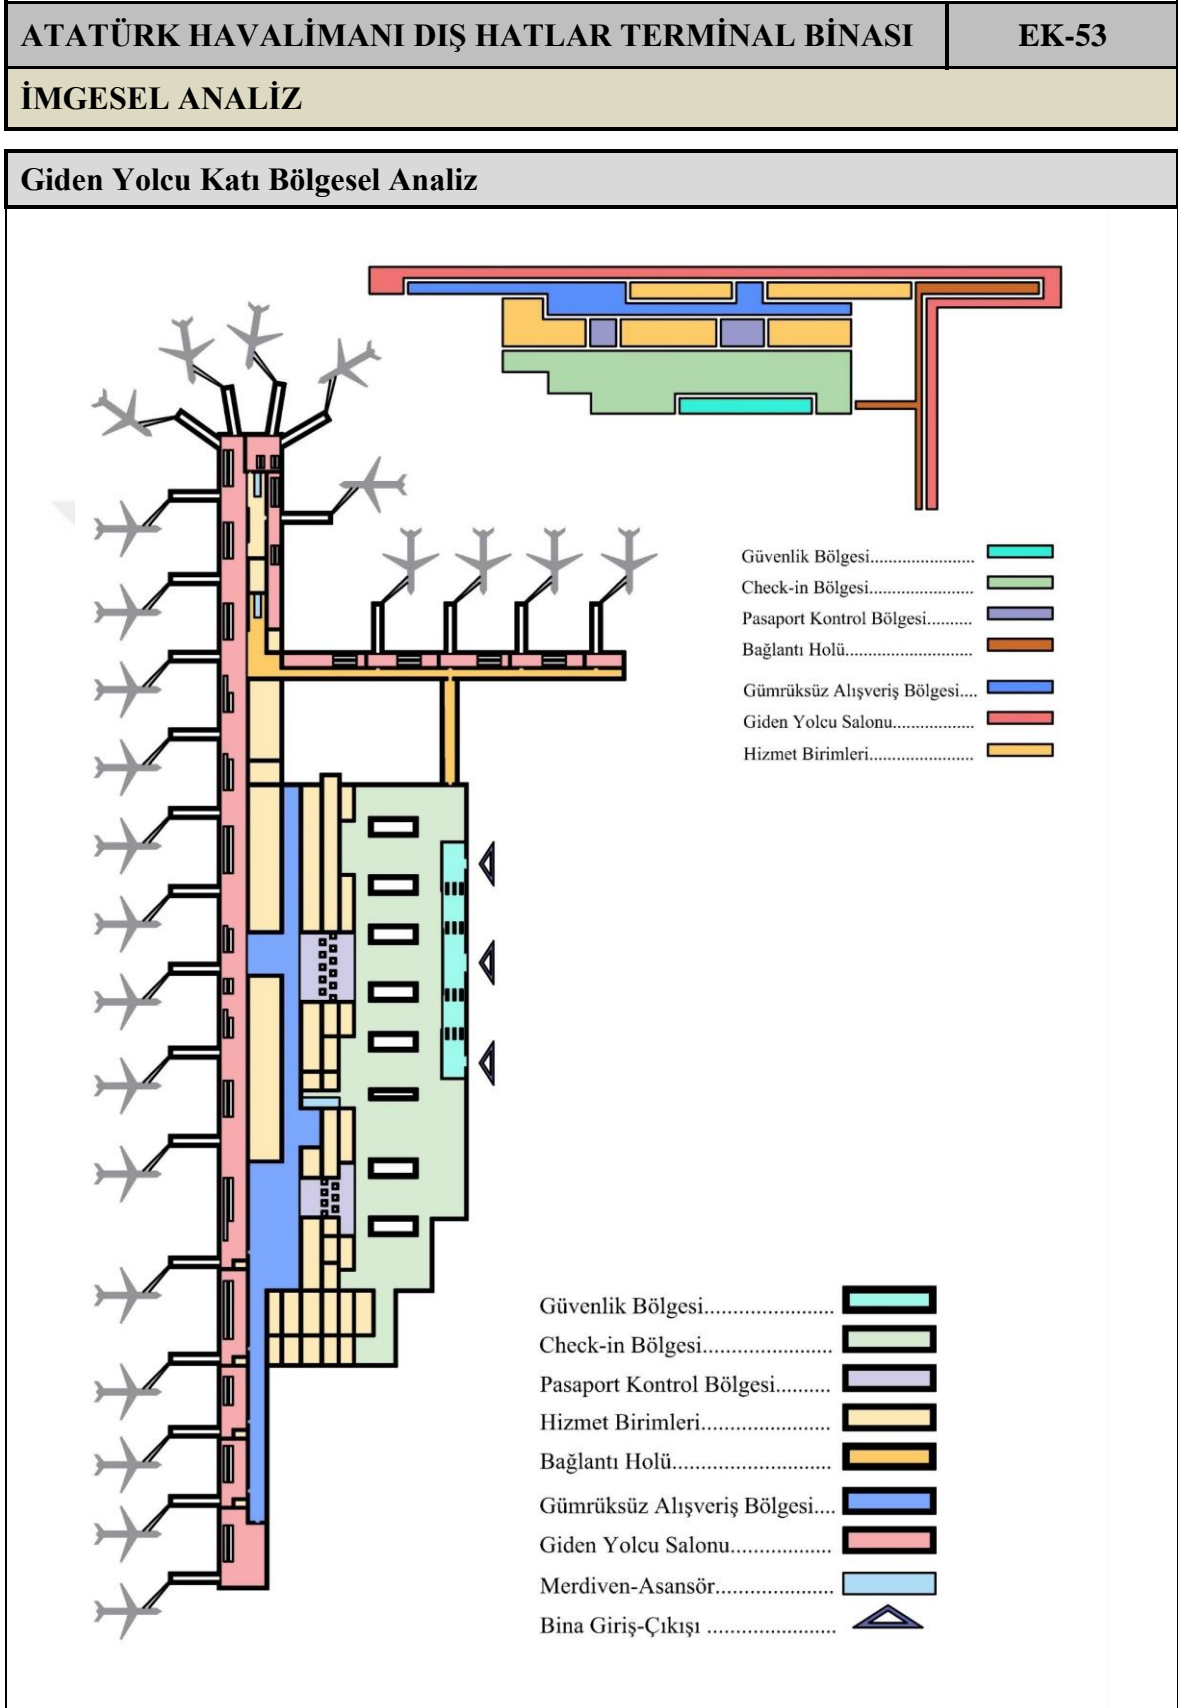 ATATÜRK HAVALİMANI DIŞ HATLAR TERMİNAL BİNASI EK-53
İMGESEL ANALİZ
Giden Yolcu Katı Bölgesel Analiz
Güvenlik Bölgesi.......................
Check-in Bölgesi.......................
Pasaport Kontrol Bölgesi..........
Bağlantı Holü............................
Gümrüksüz Alışveriş Bölgesi....
Giden Yolcu Salonu..................
Hizmet Birimleri.......................
Güvenlik Bölgesi......................
Check-in Bölgesi......................
Pasaport Kontrol Bölgesi..........
Hizmet Birimleri......................
Bağlantı Holü...........................
Gümrüksüz Alışveriş Bölgesi....
Giden Yolcu Salonu..................
Merdiven-Asansör.....................
Bina Giriş-Çıkışı ......................